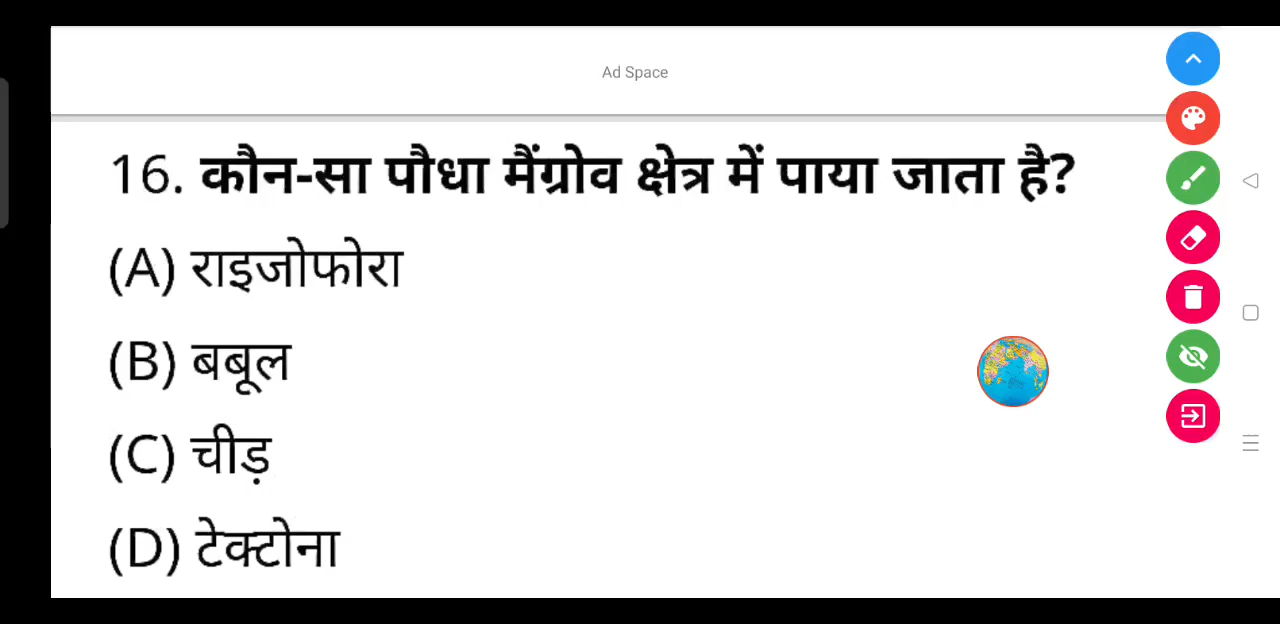 Ad Space
16. कौन-सा पौधा मैंग्रोव क्षेत्र में पाया जाता है?
(A) राइजोफोरा
(B) बबूल
(C) चीड़
(D) टेक्टोना